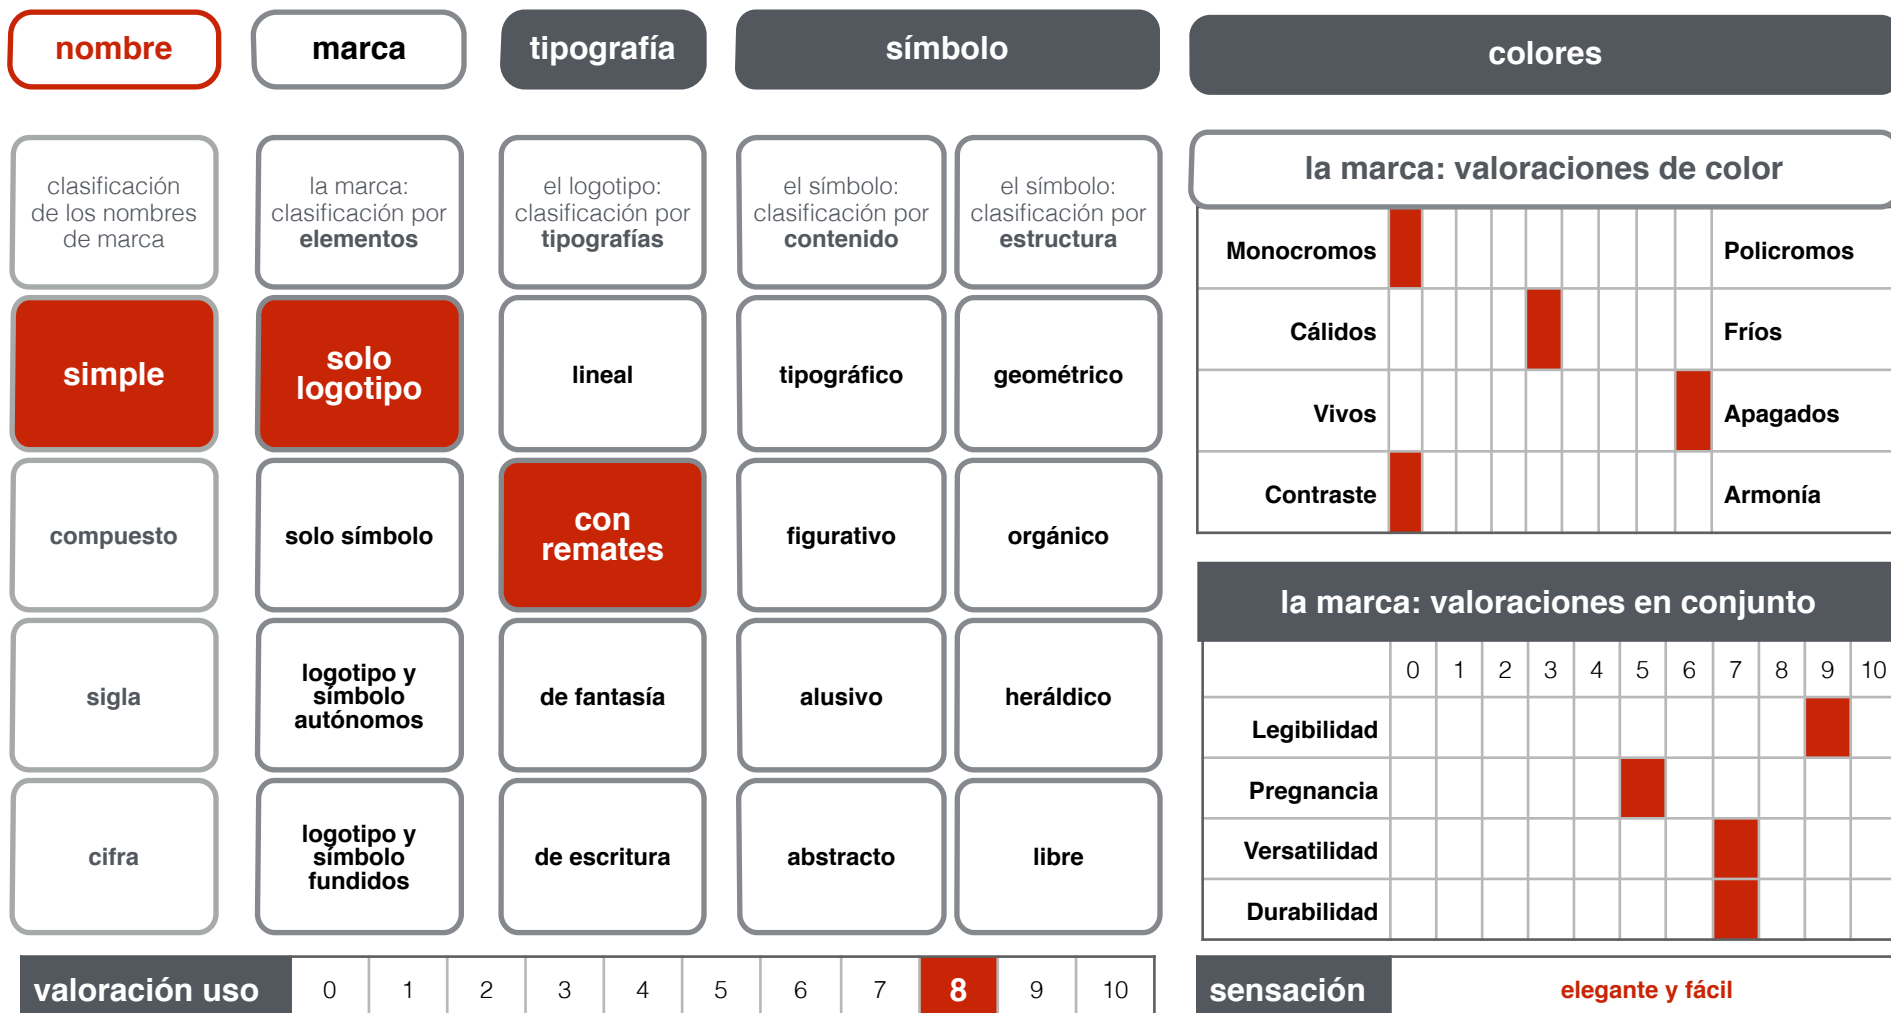 nombre
marca
tipografía
símbolo
colores
clasificación
de los nombres
de marca
la marca:
clasificación por
elementos
el logotipo:
clasificación por
tipografías
el símbolo:
clasificación por
contenido
el símbolo:
clasificación por
estructura
simple
solo
logotipo
lineal
tipográfico
geométrico
compuesto
solo símbolo
con
remates
figurativo
orgánico
sigla
logotipo y
símbolo
autónomos
de fantasía
alusivo
heráldico
cifra
logotipo y
símbolo
fundidos
de escritura
abstracto
libre
valoración uso 0 1 2 3 4 5 6 7 8 9 10
la marca: valoraciones de color
Monocromos Policromos
Cálidos Fríos
Vivos Apagados
Contraste Armonía
la marca: valoraciones en conjunto
0 1 2 3 4 5 6 7 8 9 10
Legibilidad
Pregnancia
Versatilidad
Durabilidad
sensación elegante y fácil